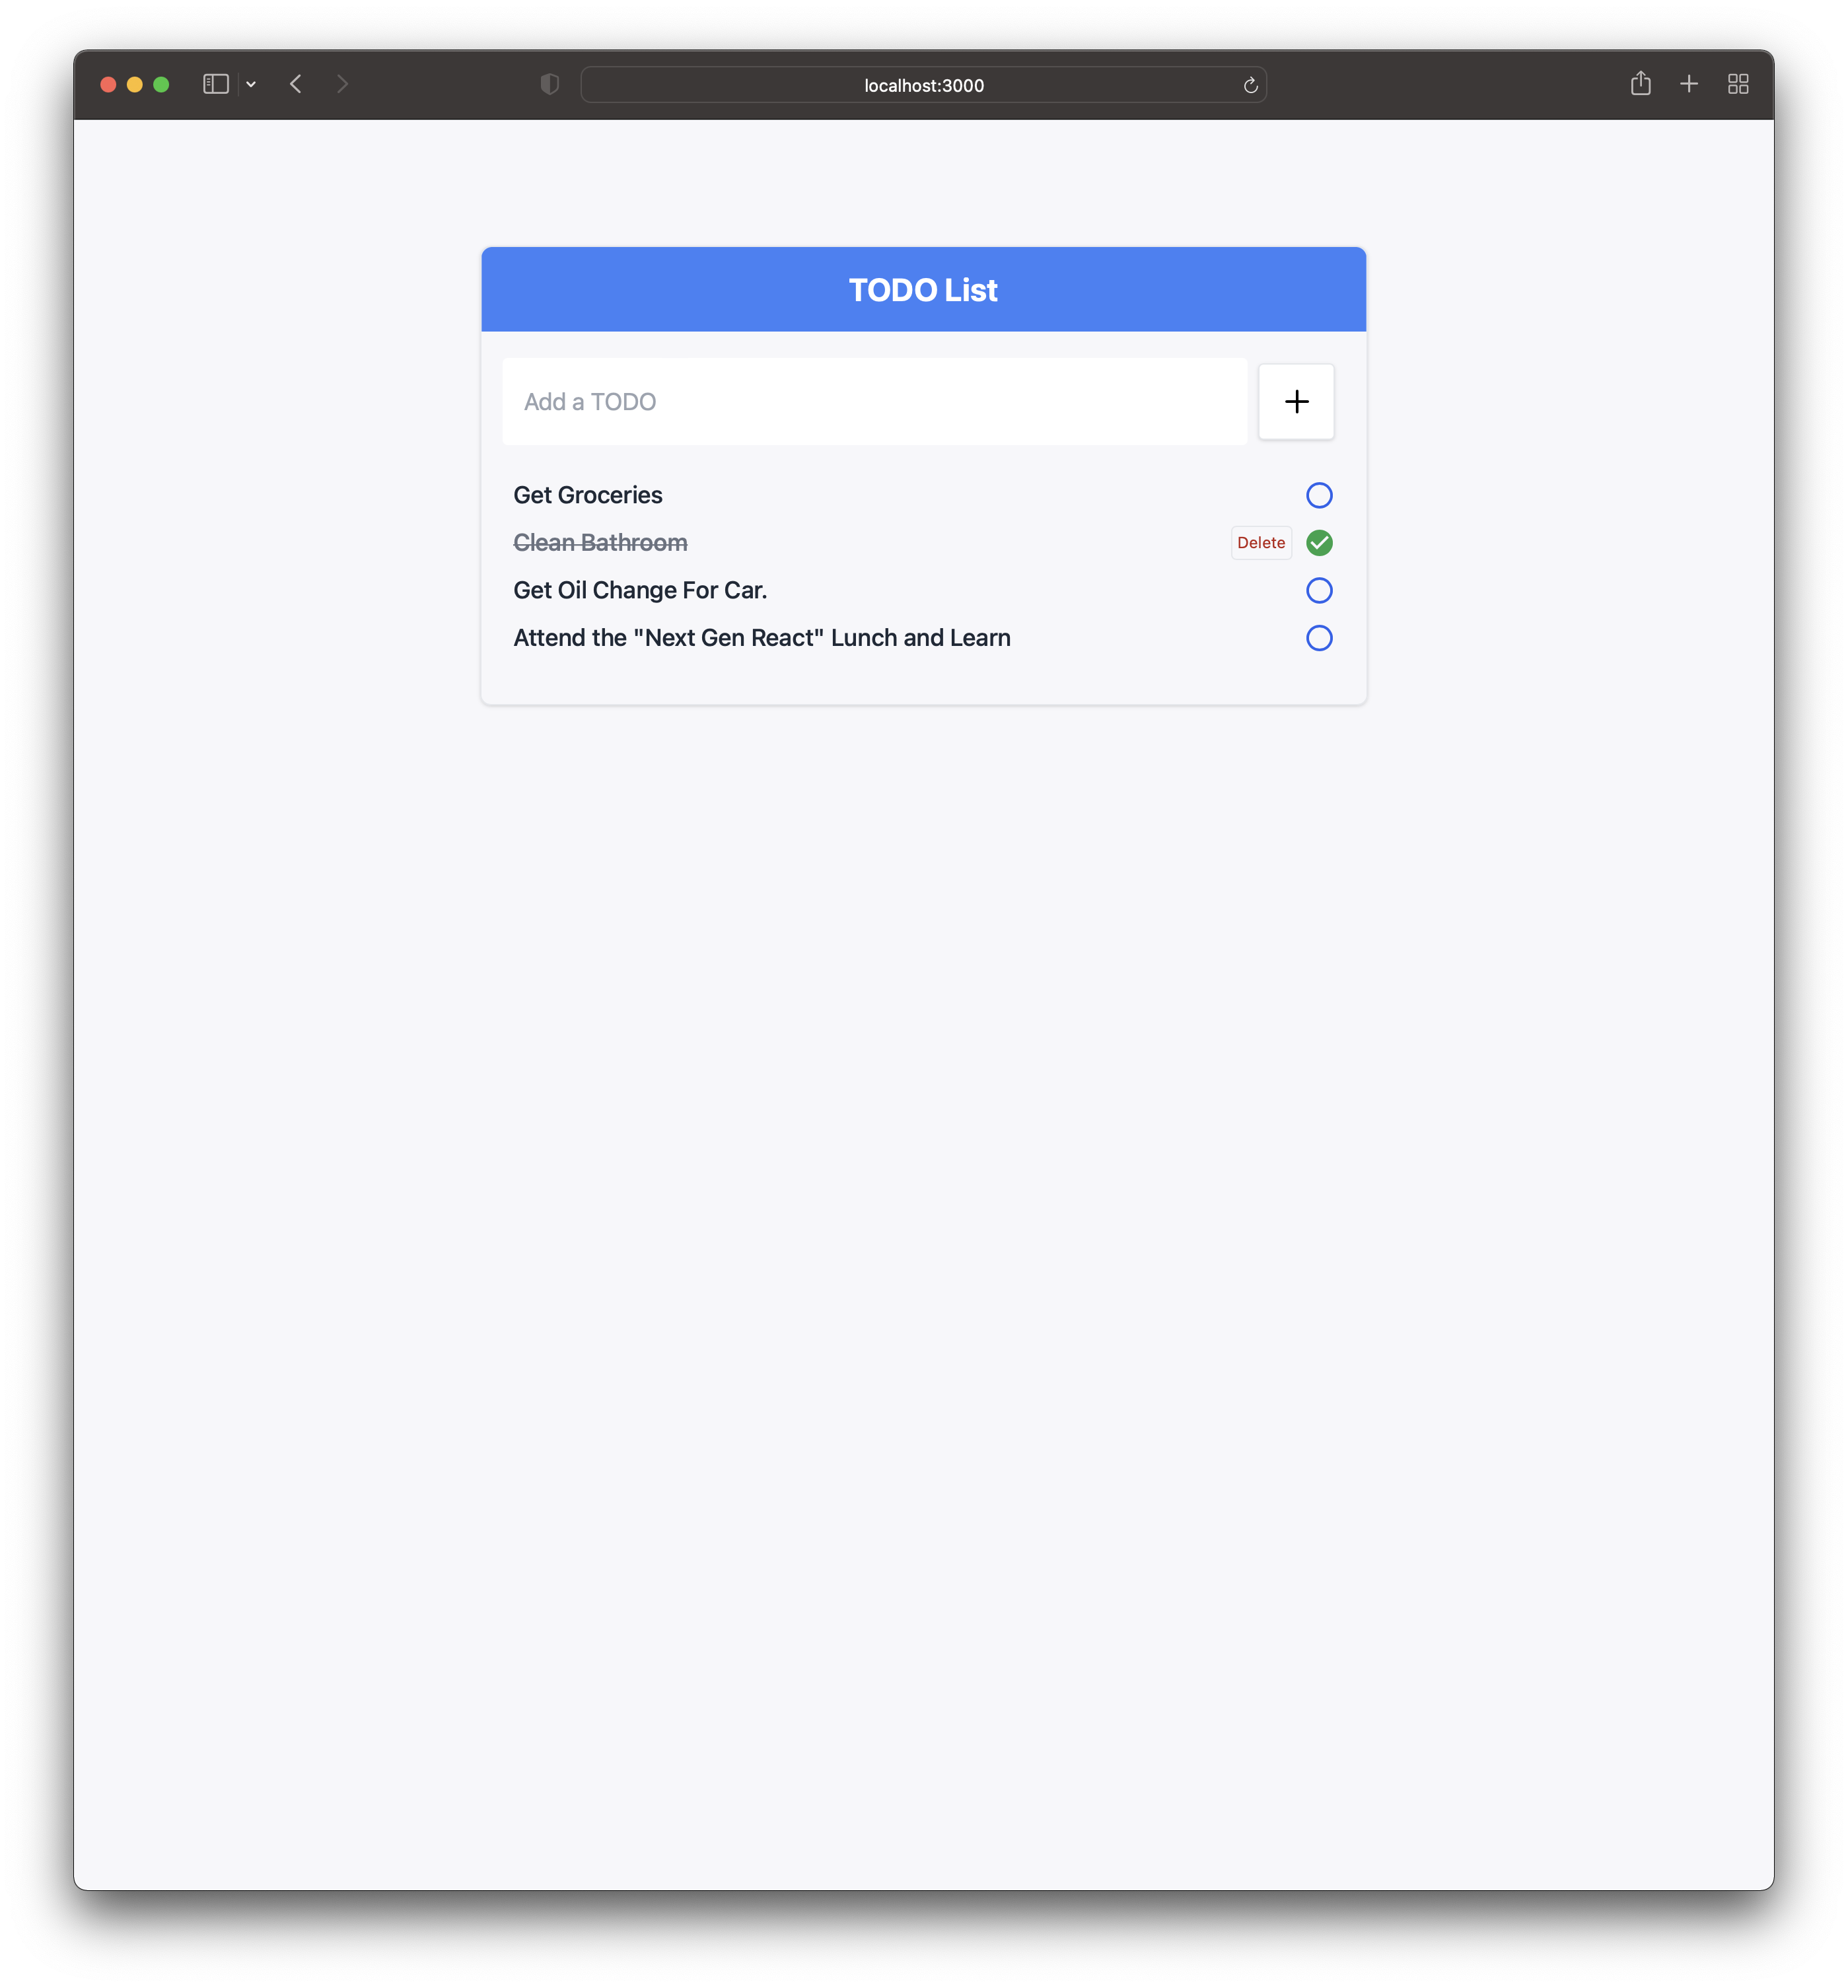 localhost:3000
TODO List
Add a TODO
Get Groceries
Clean Bathroom
Delete
Get Oil Change For Car.
Attend the "Next Gen React" Lunch and Learn